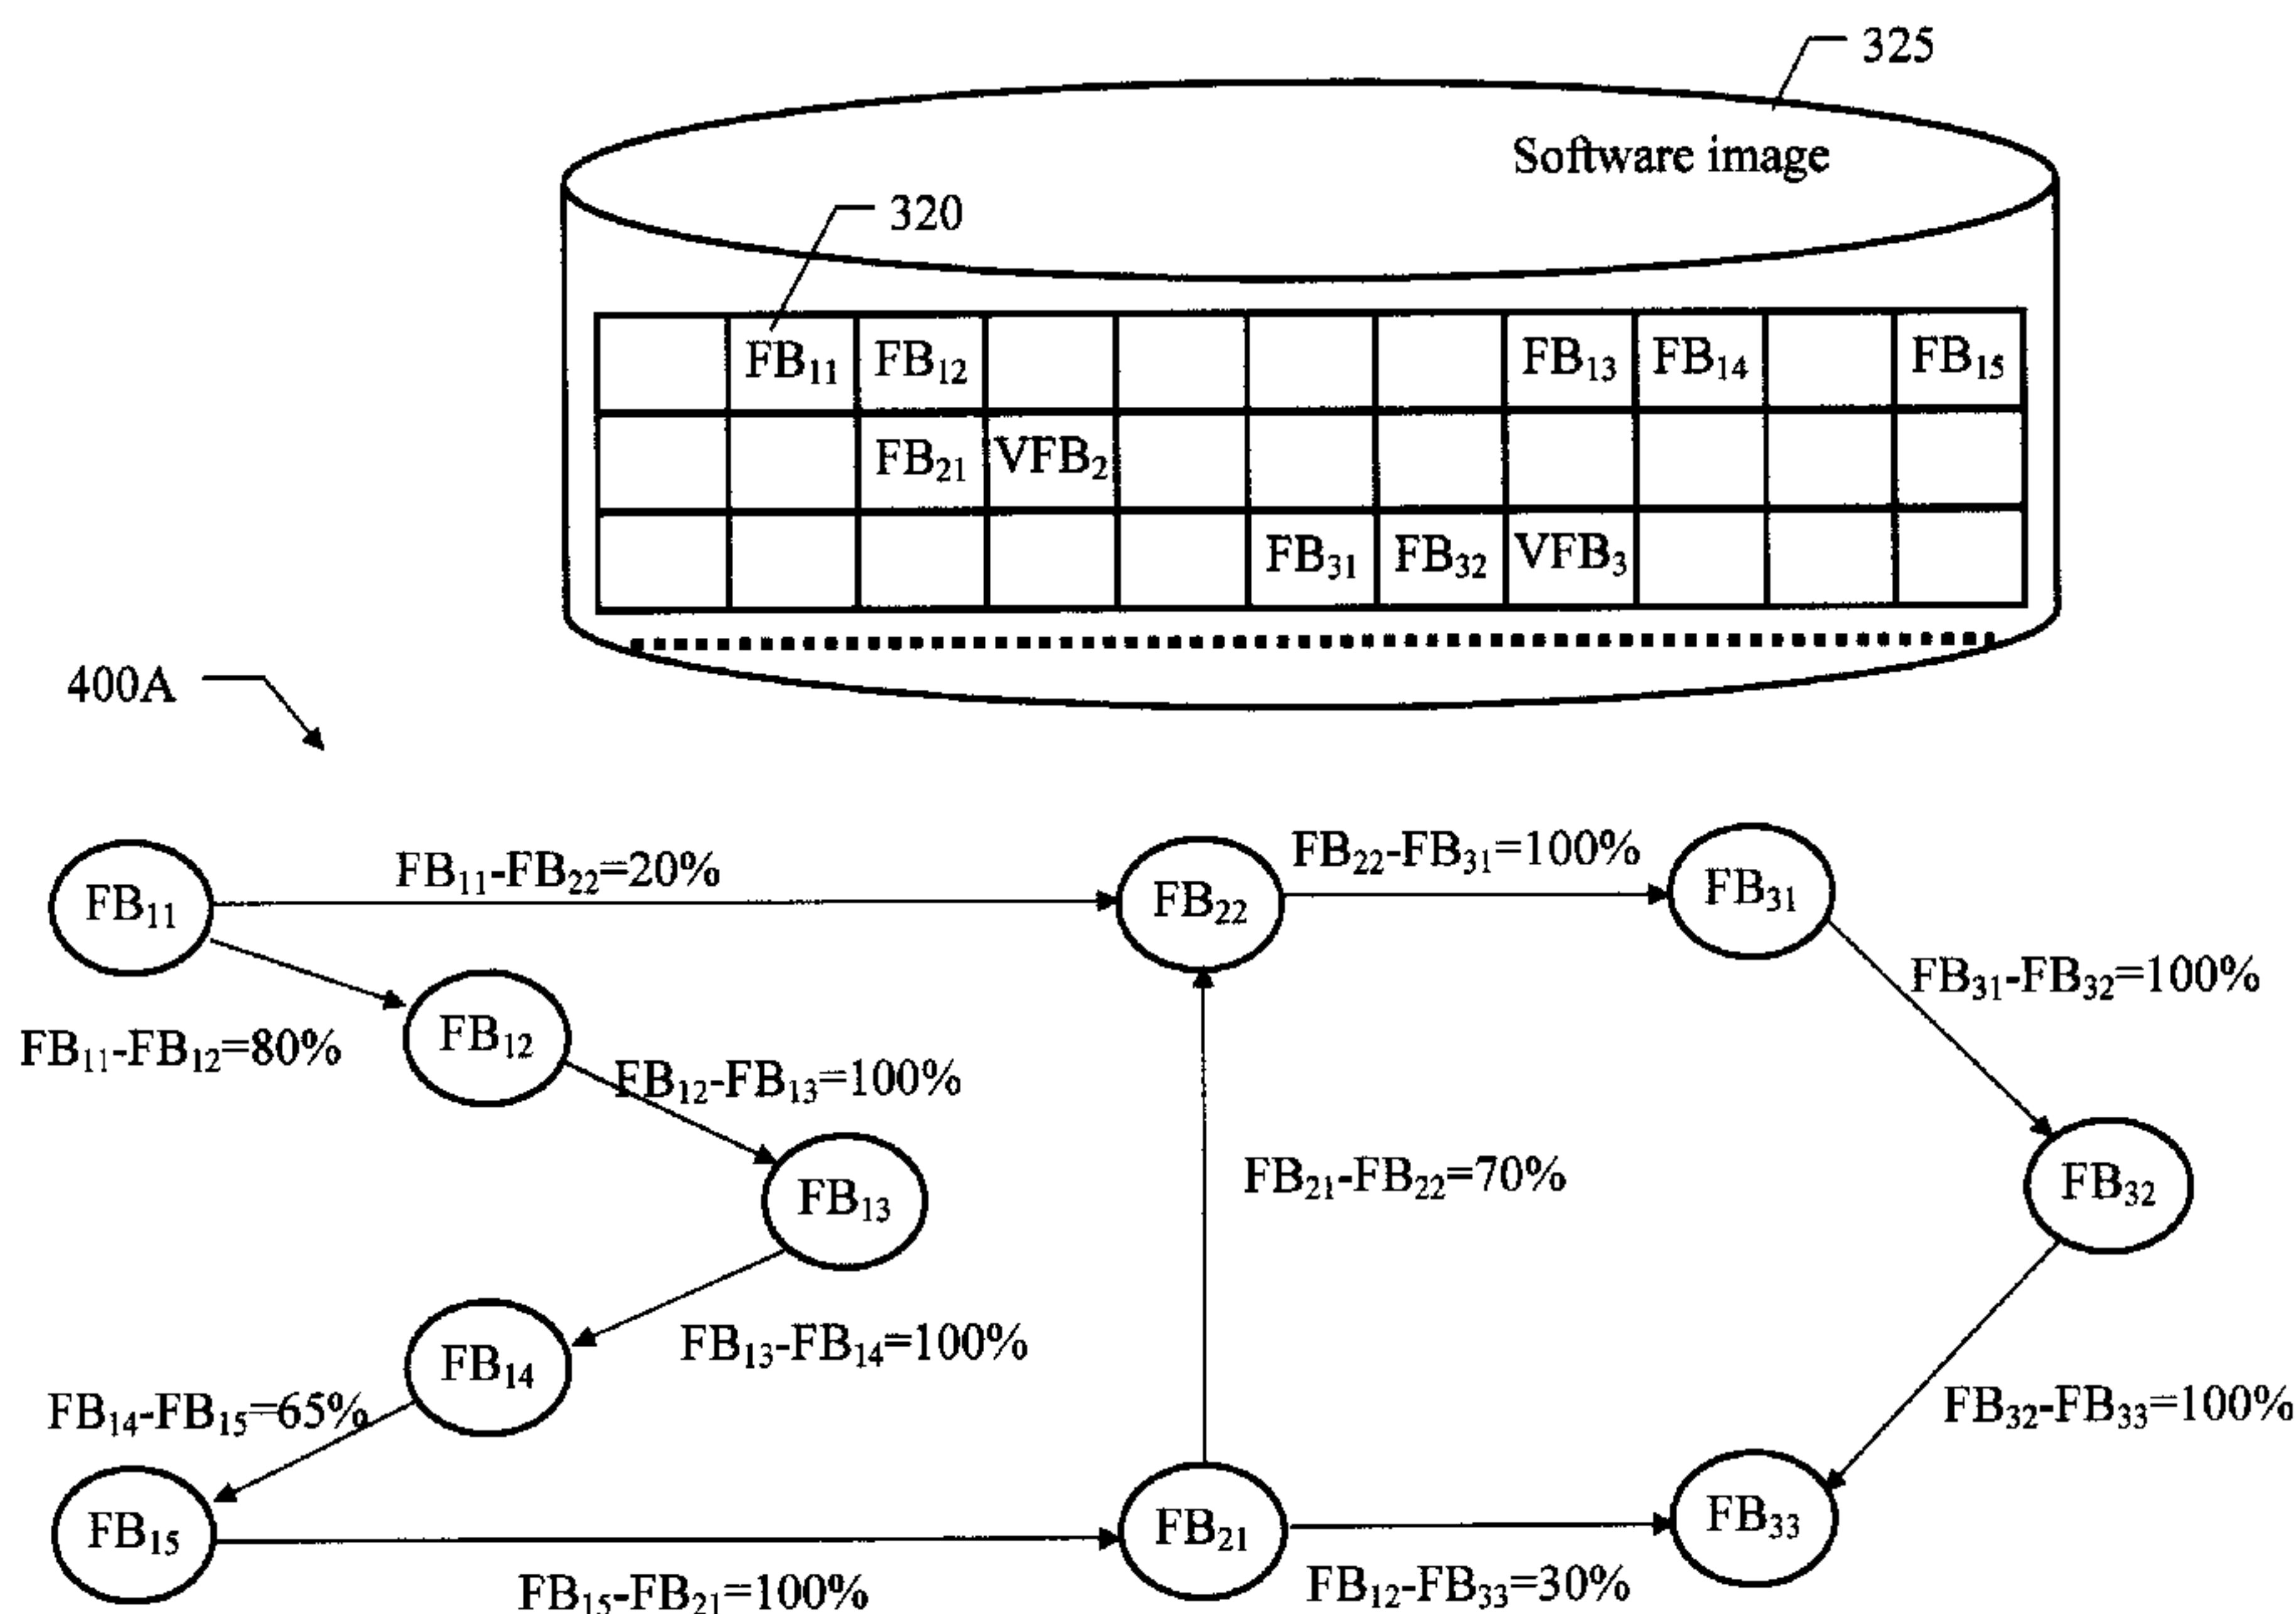 325
Software image
320
FB₁₁ FB₁₂ FB₁₃ FB₁₄ FB₁₅
FB₂₁ VFB₂
FB₃₁ FB₃₂ VFB₃
400A
FB₁₁
FB₁₁-FB₂₂=20%
FB₂₂
FB₂₂-FB₃₁=100%
FB₃₁
FB₁₁-FB₁₂=80%
FB₁₂
FB₃₁-FB₃₂=100%
FB₁₂-FB₁₃=100%
FB₁₃
FB₂₁-FB₂₂=70%
FB₃₂
FB₁₃-FB₁₄=100%
FB₁₄
FB₁₄-FB₁₅=65%
FB₃₂-FB₃₃=100%
FB₁₅
FB₂₁
FB₃₃
FB₁₅-FB₂₁=100%
FB₁₂-FB₃₃=30%